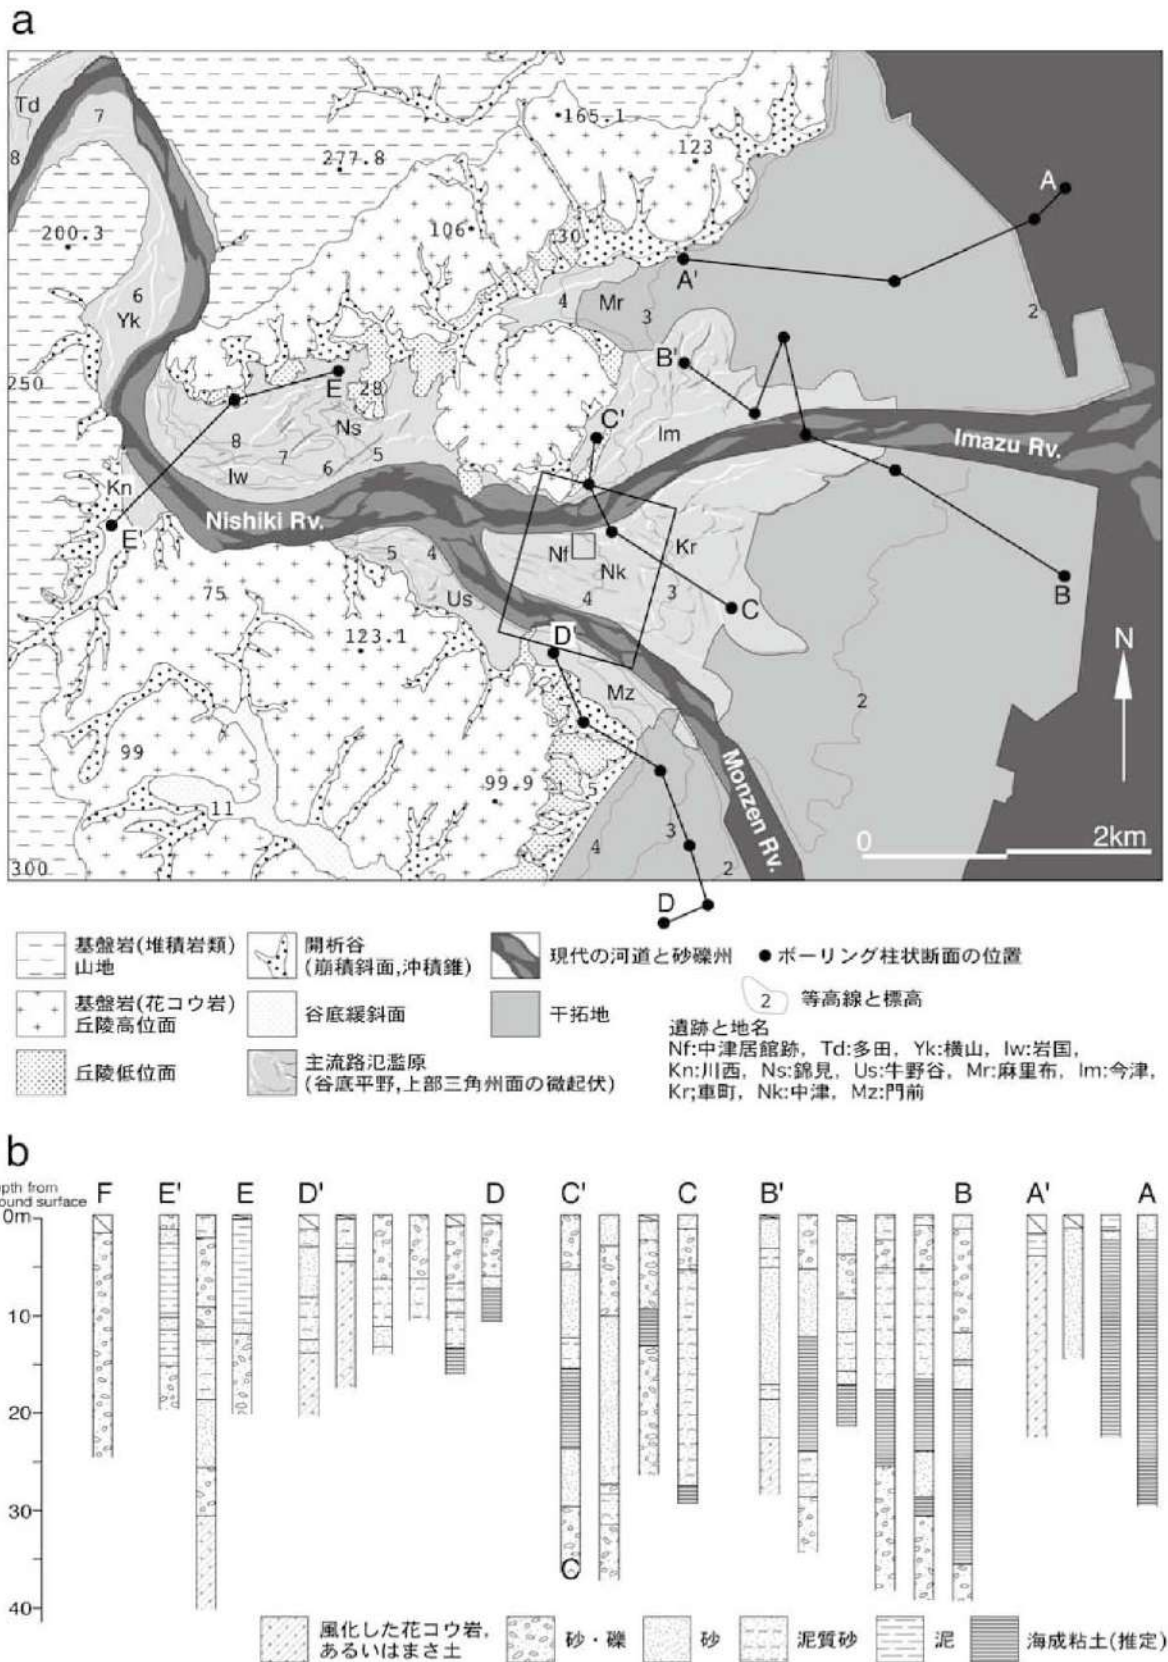 a
Td
7
8
277.8
165.1
123
A
200.3
106
30
A'
6
Yk
4
Mr
3
2
250
E
28
B'
C'
8
Ns
7
6
5
Iw
Im
Imazu Rv.
Kn
E'
Nishiki Rv.
5
4
Nf
Nk
Kr
4
3
C
B
Us
75
123.1
D'
N
Mz
2
99
11
99.9
5
3
4
2
Monzen Rv.
0
2km
300
D
基盤岩(堆積岩類)
山地
開析谷
(崩積斜面,沖積錐)
現代の河道と砂礫州
ボーリング柱状断面の位置
基盤岩(花コウ岩)
丘陵高位面
谷底緩斜面
干拓地
2
等高線と標高
丘陵低位面
主流路氾濫原
(谷底平野,上部三角州面の微起伏)
遺跡と地名
Nf:中津居館跡, Td:多田, Yk:横山, Iw:岩国,
Kn:川西, Ns:錦見, Us:牛野谷, Mr:麻里布, Im:今津,
Kr;車町, Nk:中津, Mz:門前
b
epth from
ound surface
F
E'
E
D'
D
C'
C
B'
B
A'
A
0m
10
20
30
40
C
風化した花コウ岩,
あるいはまさ土
砂・礫
砂
泥質砂
泥
海成粘土(推定)